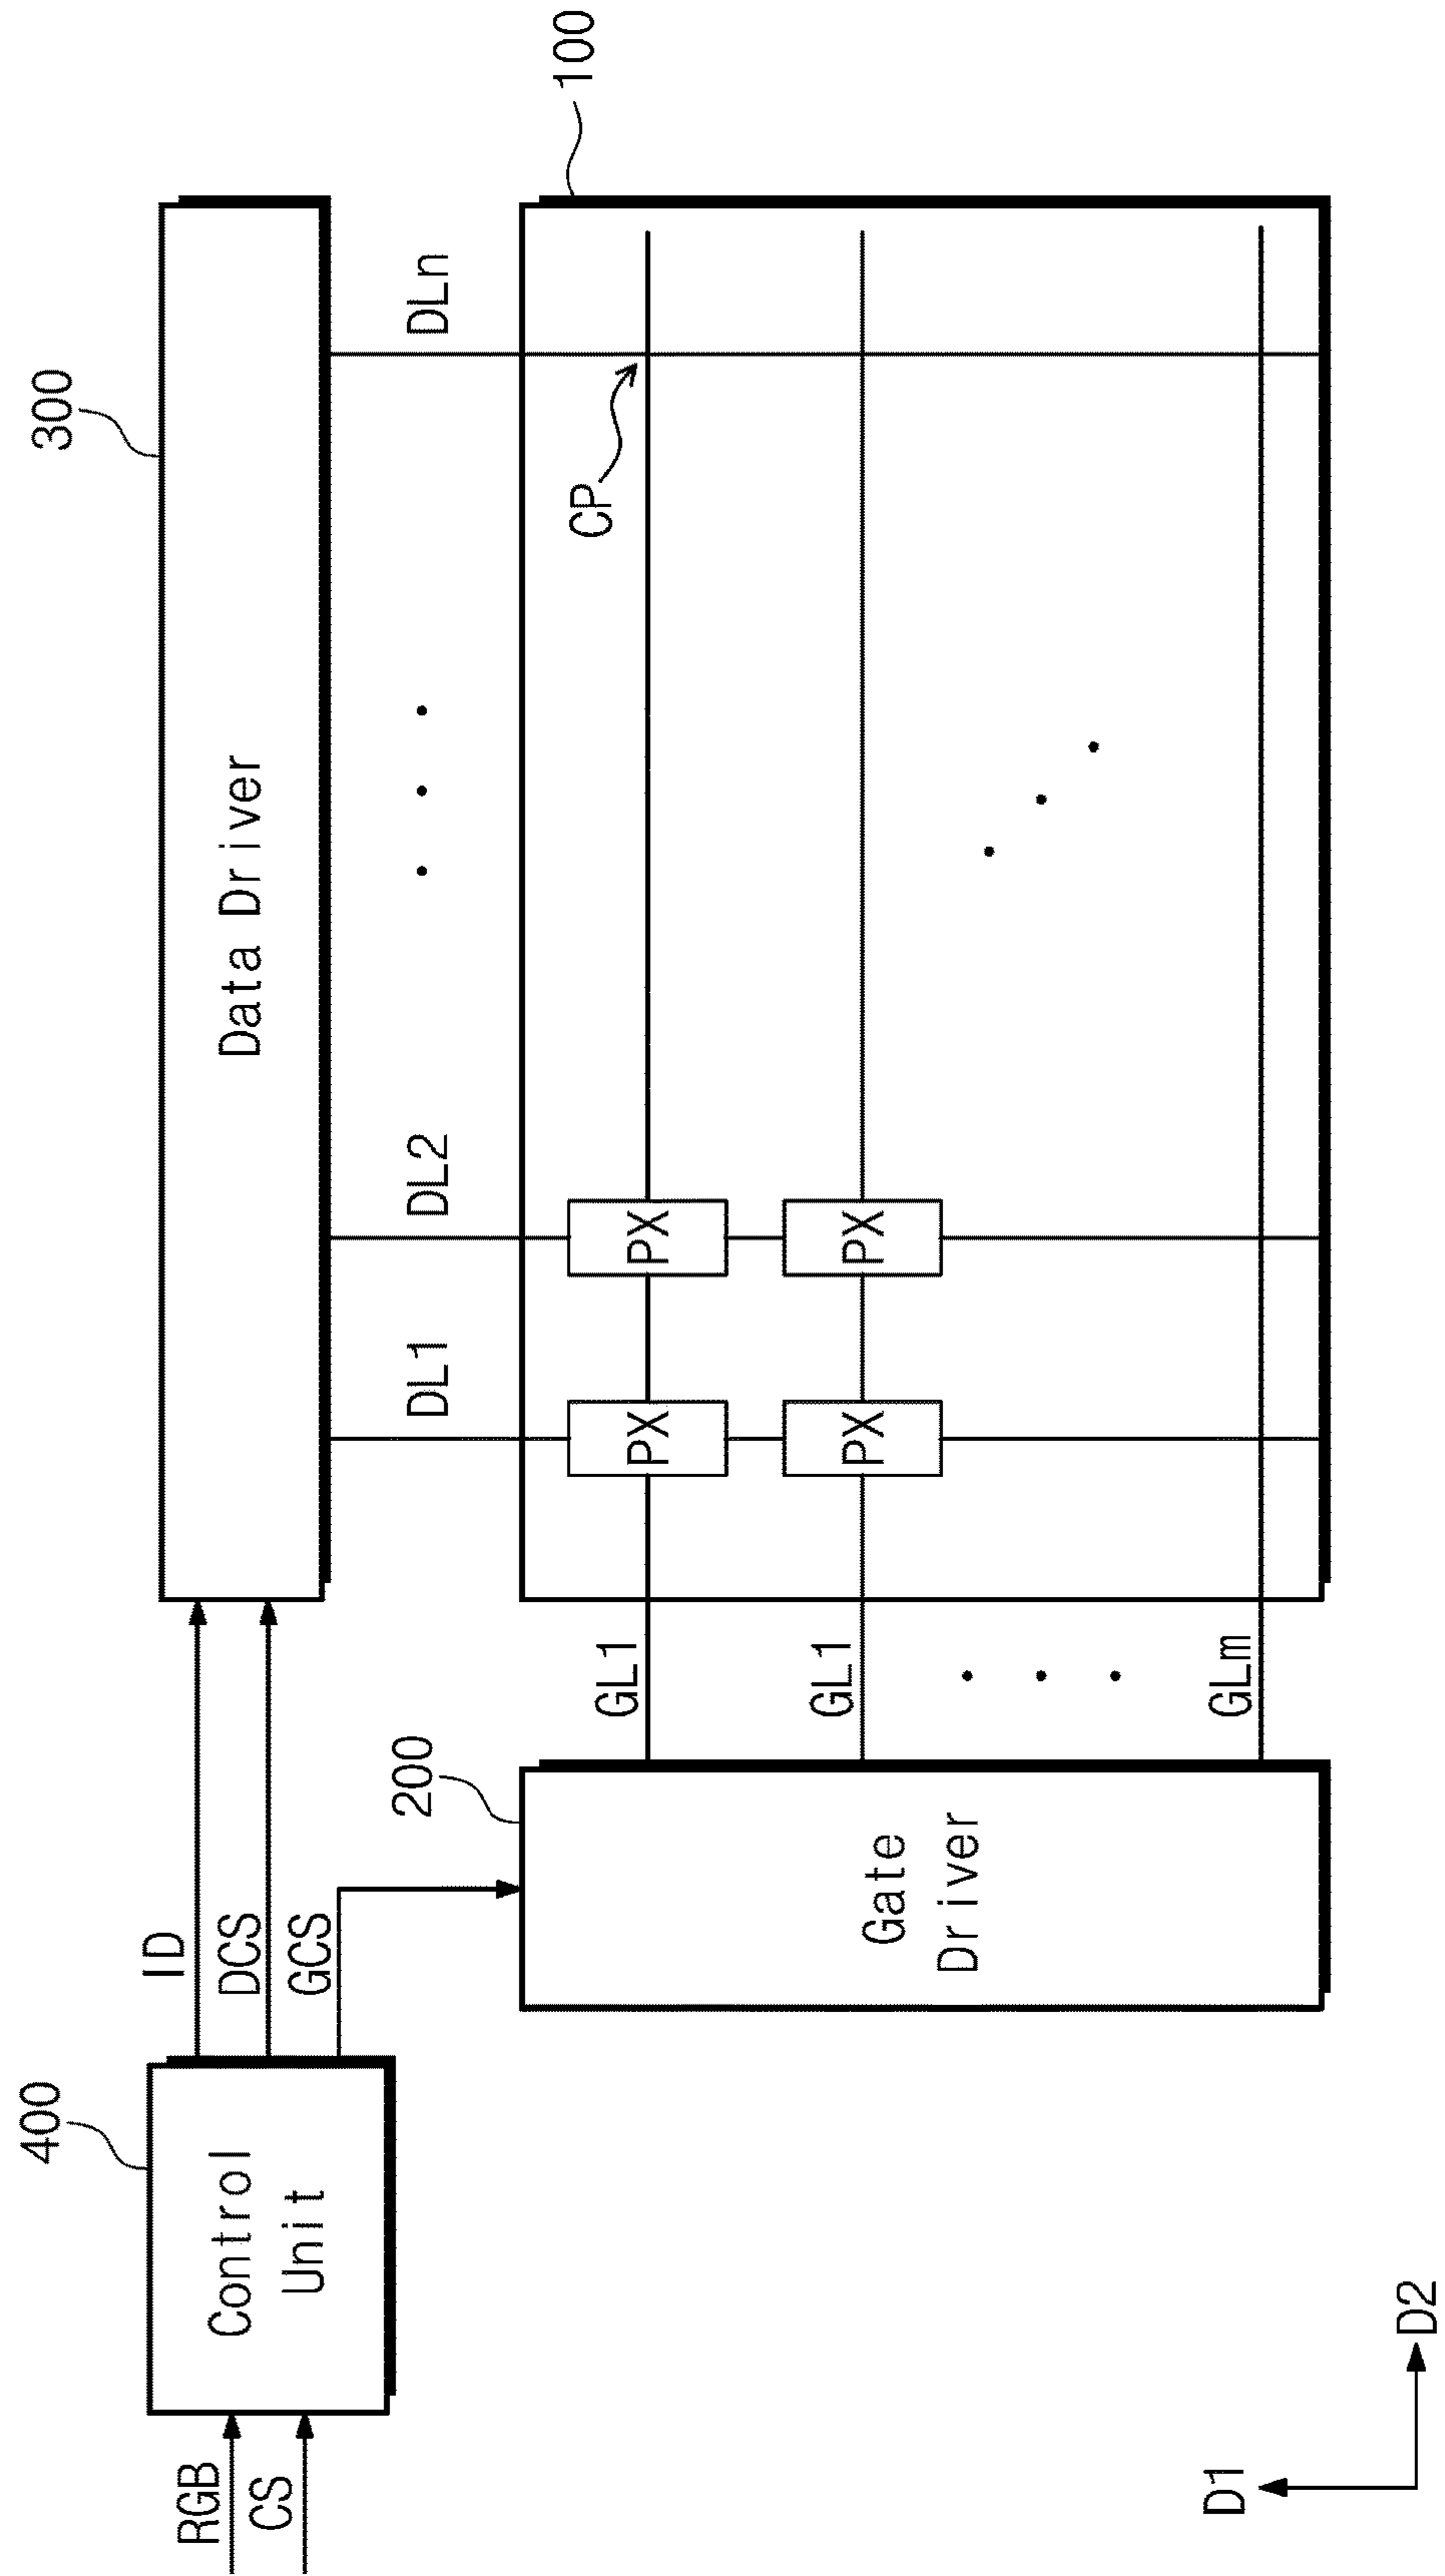 400
300
ID
RGB
Control
Unit
DCS
Data Driver
CS
GCS
200
DL1
DL2
DLn
100
CP
GL1
PX
PX
GL1
PX
PX
Gate
Driver
GLm
D1
D2